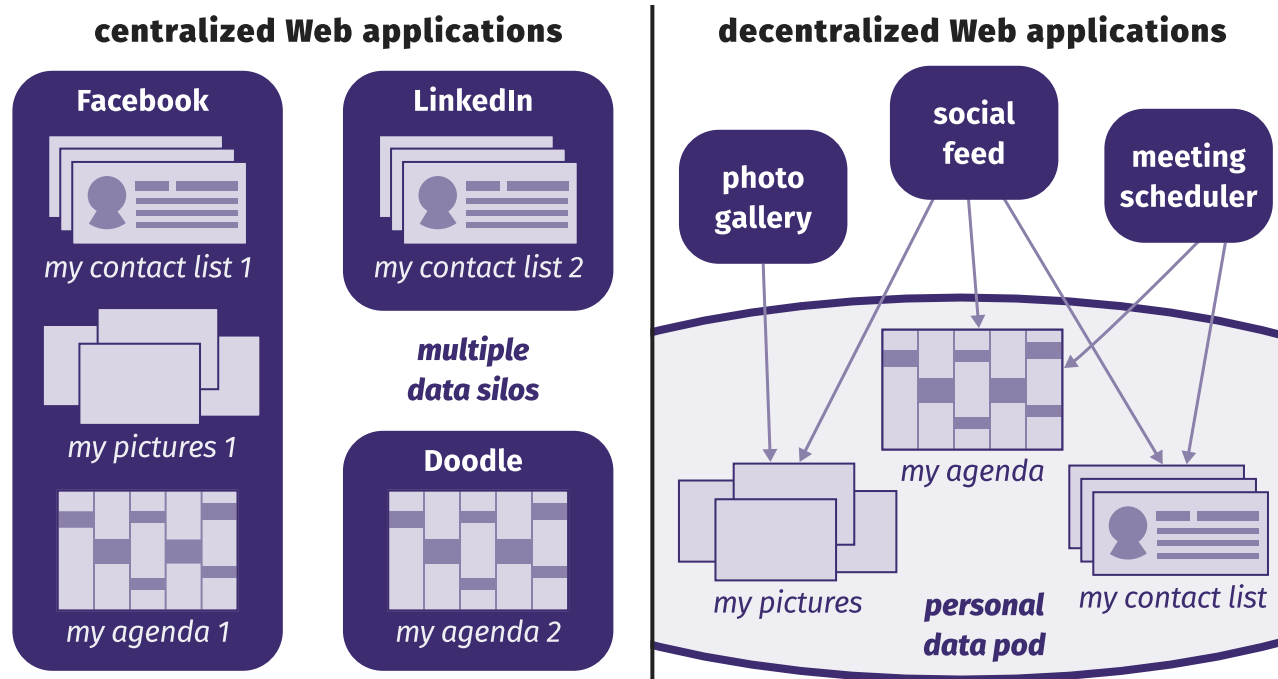 centralized Web applications
Facebook
my contact list 1
my pictures 1
my agenda 1
LinkedIn
my contact list 2
multiple
data silos
Doodle
my agenda 2
decentralized Web applications
photo
gallery
social
feed
meeting
scheduler
my agenda
my pictures
my contact list
personal
data pod